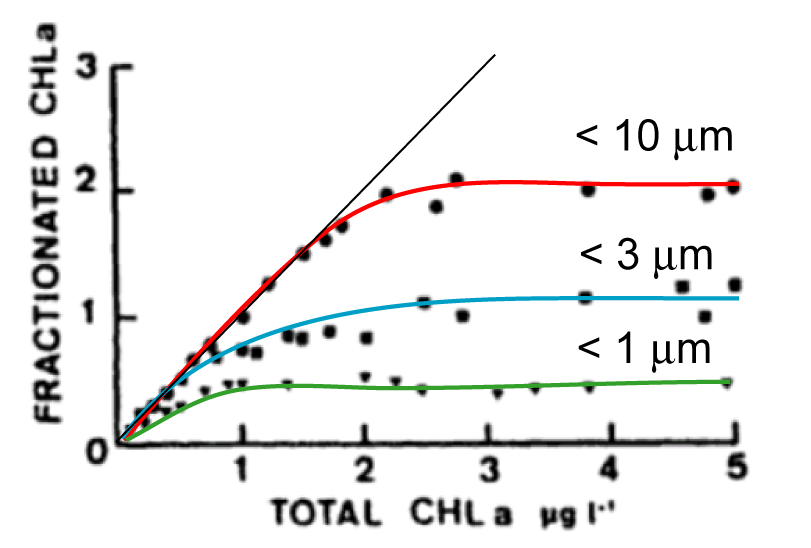 FRACTIONATED CHLa
3
2
1
0
< 10 μm
< 3 μm
< 1 μm
1 2 3 4 5
TOTAL CHLa μg l⁻¹